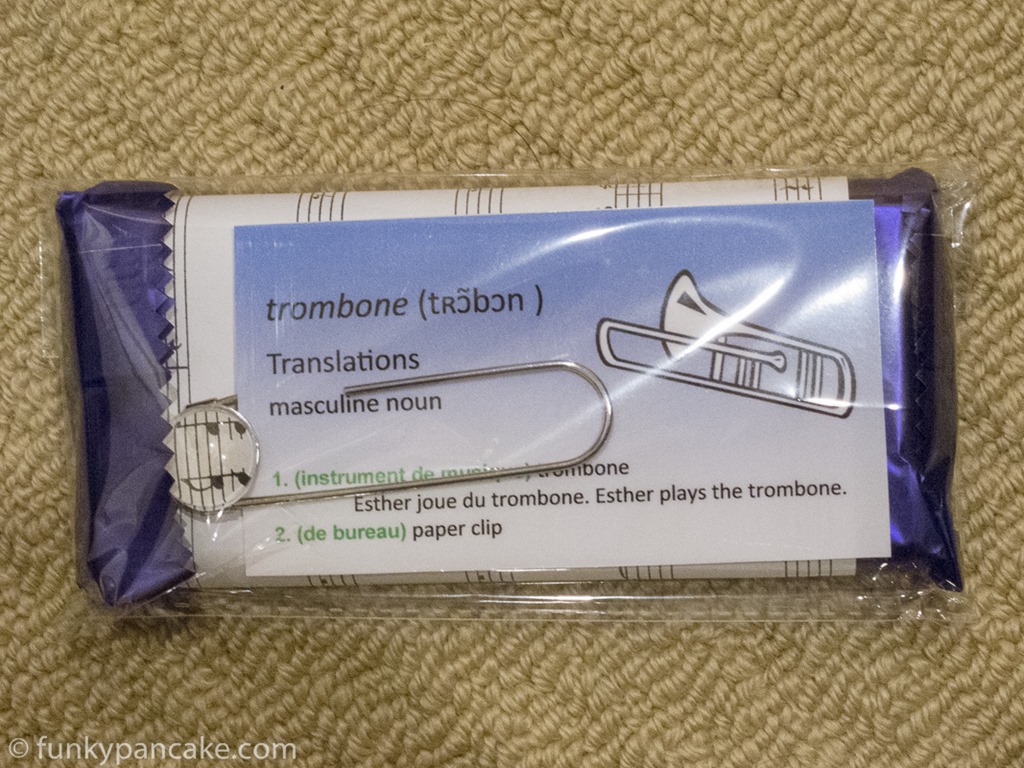 trombone (tʀɔ̃bɔn )
Translations
masculine noun
1. (instrument de musique) trombone
Esther joue du trombone. Esther plays the trombone.
2. (de bureau) paper clip
© funkypancake.com